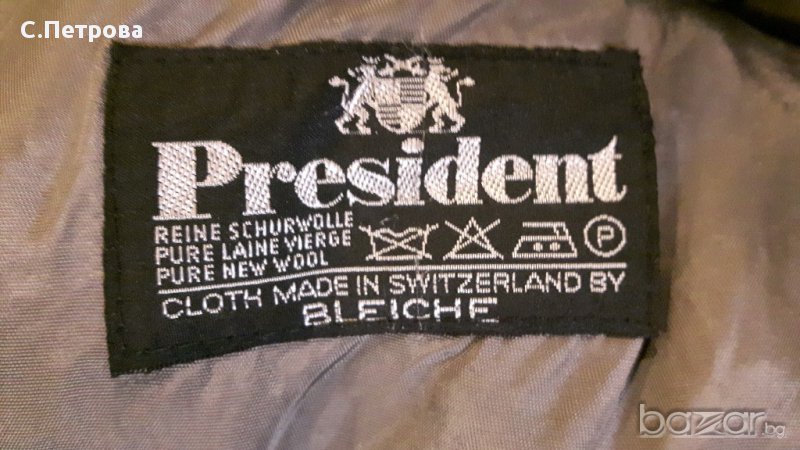 С.Петрова
President
REINE SCHURWOLLE
PURE LAINE VIERGE
PURE NEW WOOL
P
CLOTH MADE IN SWITZERLAND BY
BLEICHE
bazar.bg